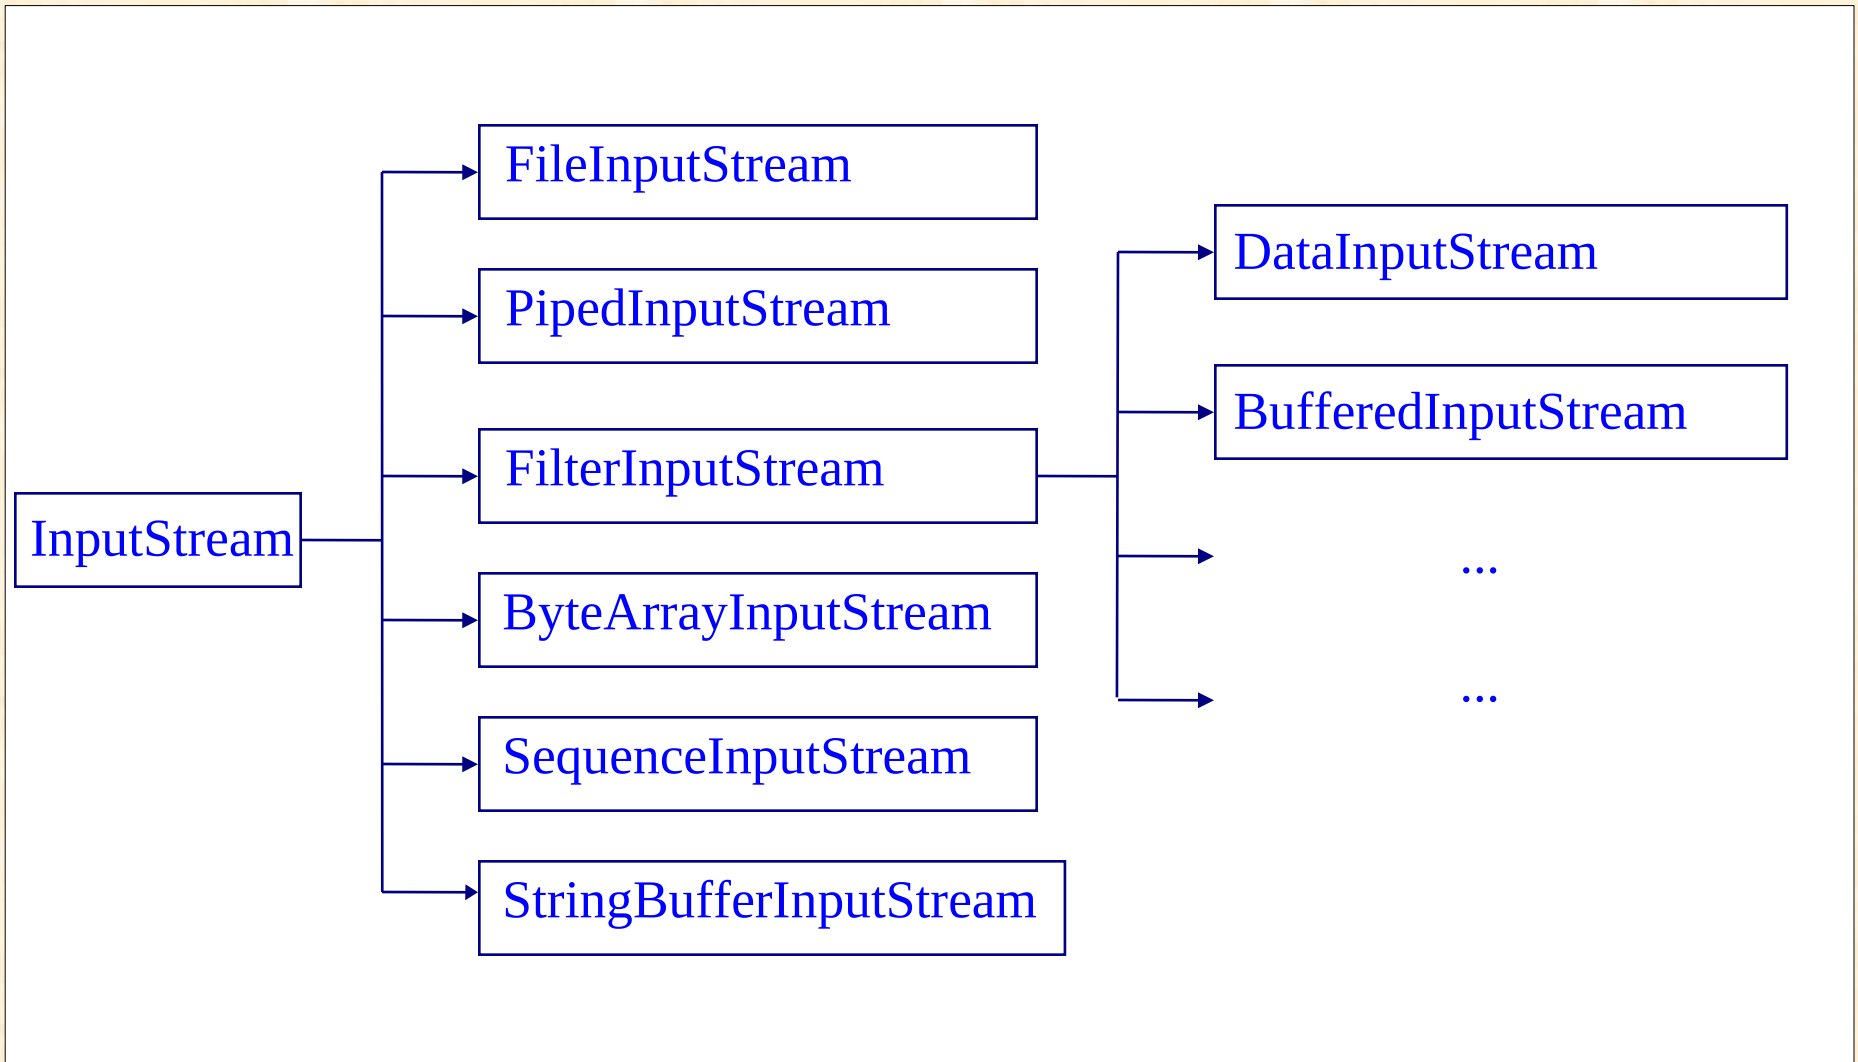 InputStream
FileInputStream
PipedInputStream
FilterInputStream
ByteArrayInputStream
SequenceInputStream
StringBufferInputStream
DataInputStream
BufferedInputStream
...
...